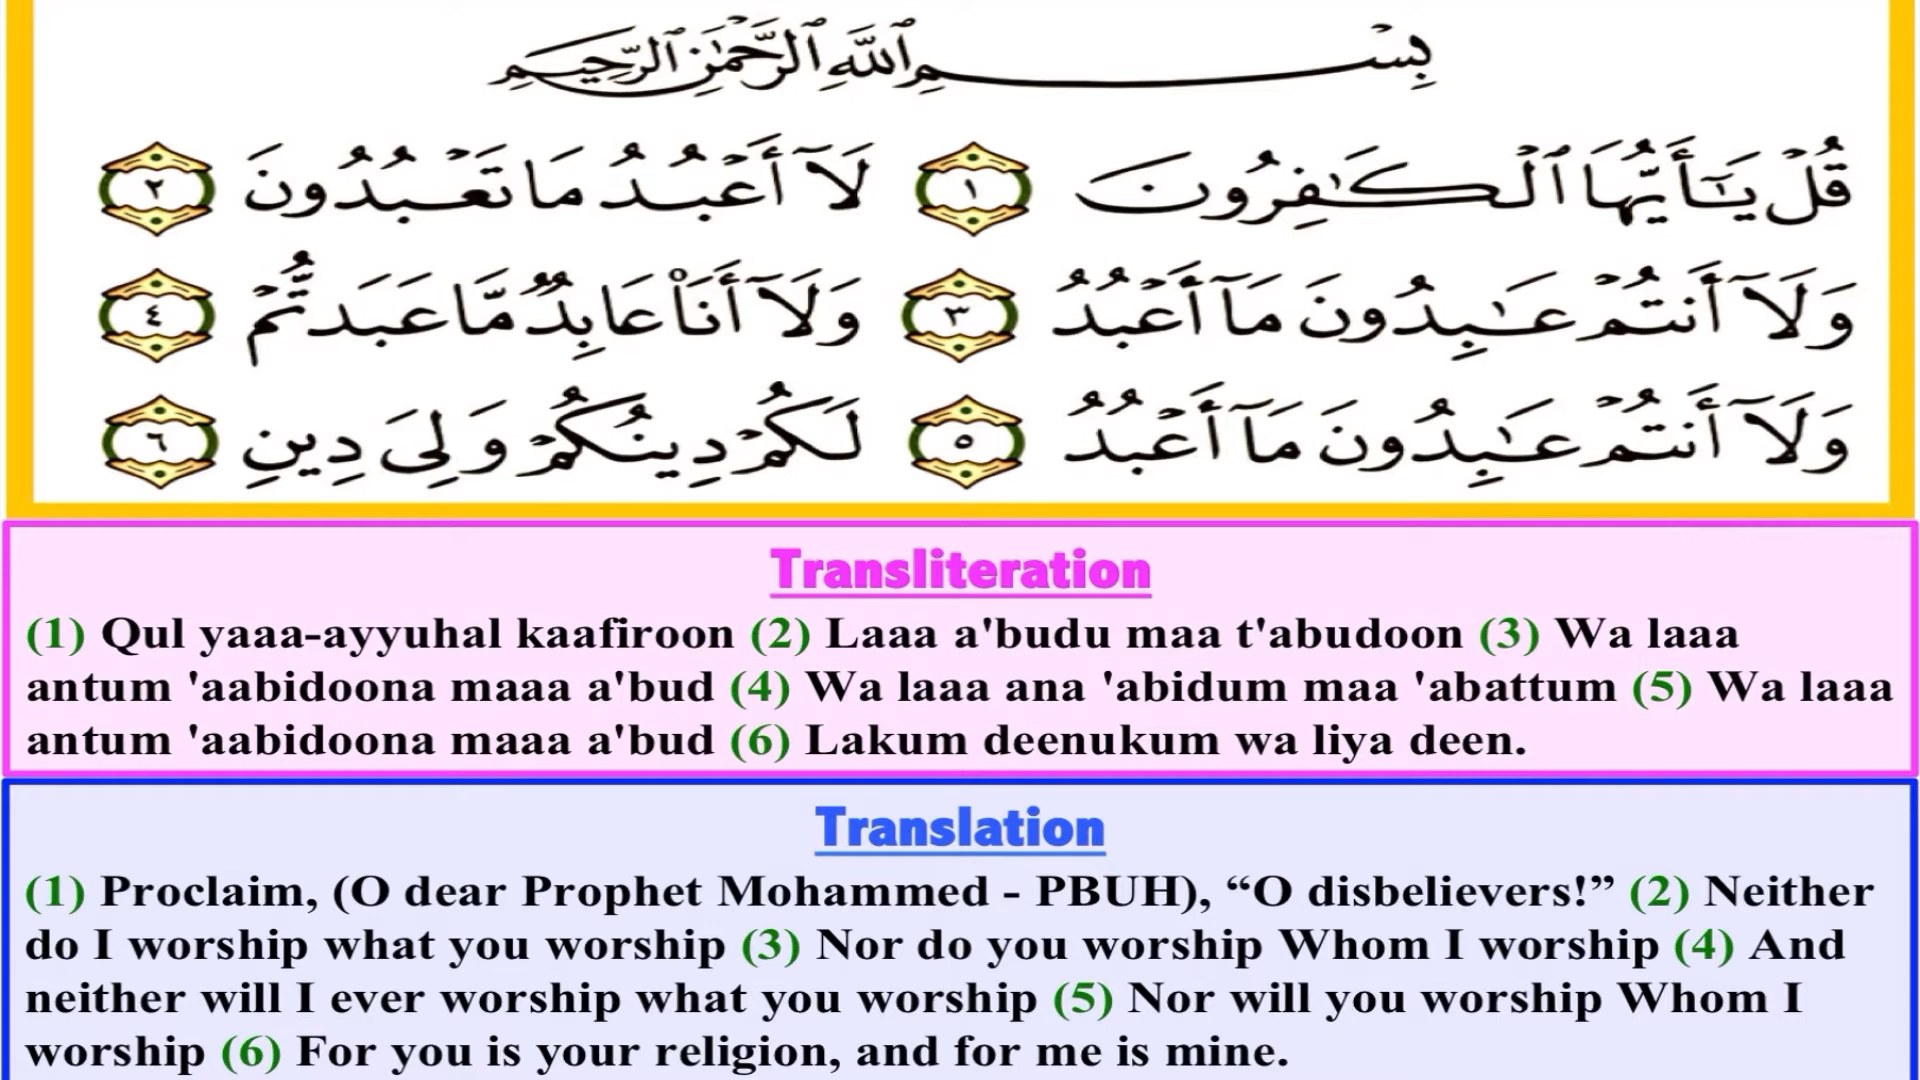 بِسْمِ ٱللَّهِ ٱلرَّحْمَٰنِ ٱلرَّحِيمِ
قُلْ يَٰٓأَيُّهَا ٱلْكَٰفِرُونَ ١ لَآ أَعْبُدُ مَا تَعْبُدُونَ ٢
وَلَآ أَنتُمْ عَٰبِدُونَ مَآ أَعْبُدُ ٣ وَلَآ أَنَا۠ عَابِدٌ مَّا عَبَدتُّمْ ٤
وَلَآ أَنتُمْ عَٰبِدُونَ مَآ أَعْبُدُ ٥ لَكُمْ دِينُكُمْ وَلِىَ دِينِ ٦
Transliteration
(1) Qul yaaa-ayyuhal kaafiroon (2) Laaa a'budu maa t'abudoon (3) Wa laaa
antum 'aabidoona maaa a'bud (4) Wa laaa ana 'abidum maa 'abattum (5) Wa laaa
antum 'aabidoona maaa a'bud (6) Lakum deenukum wa liya deen.
Translation
(1) Proclaim, (O dear Prophet Mohammed - PBUH), “O disbelievers!” (2) Neither
do I worship what you worship (3) Nor do you worship Whom I worship (4) And
neither will I ever worship what you worship (5) Nor will you worship Whom I
worship (6) For you is your religion, and for me is mine.